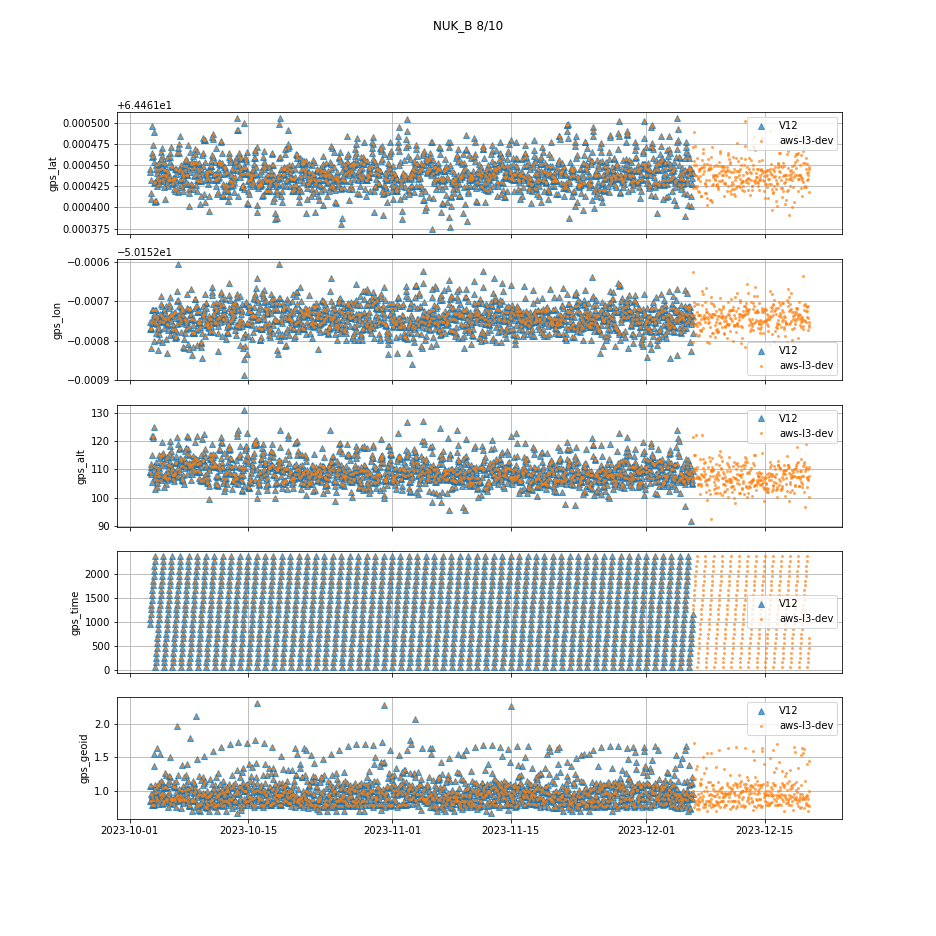 NUK_B 8/10
+6.4461e1
0.000500
0.000475
0.000450
0.000425
0.000400
0.000375
gps_lat
V12
aws-l3-dev
−5.0152e1
−0.0006
−0.0007
−0.0008
−0.0009
gps_lon
V12
aws-l3-dev
130
120
110
100
90
gps_alt
V12
aws-l3-dev
2000
1500
1000
500
0
gps_time
V12
aws-l3-dev
2.0
1.5
1.0
gps_geoid
V12
aws-l3-dev
2023-10-01 2023-10-15 2023-11-01 2023-11-15 2023-12-01 2023-12-15